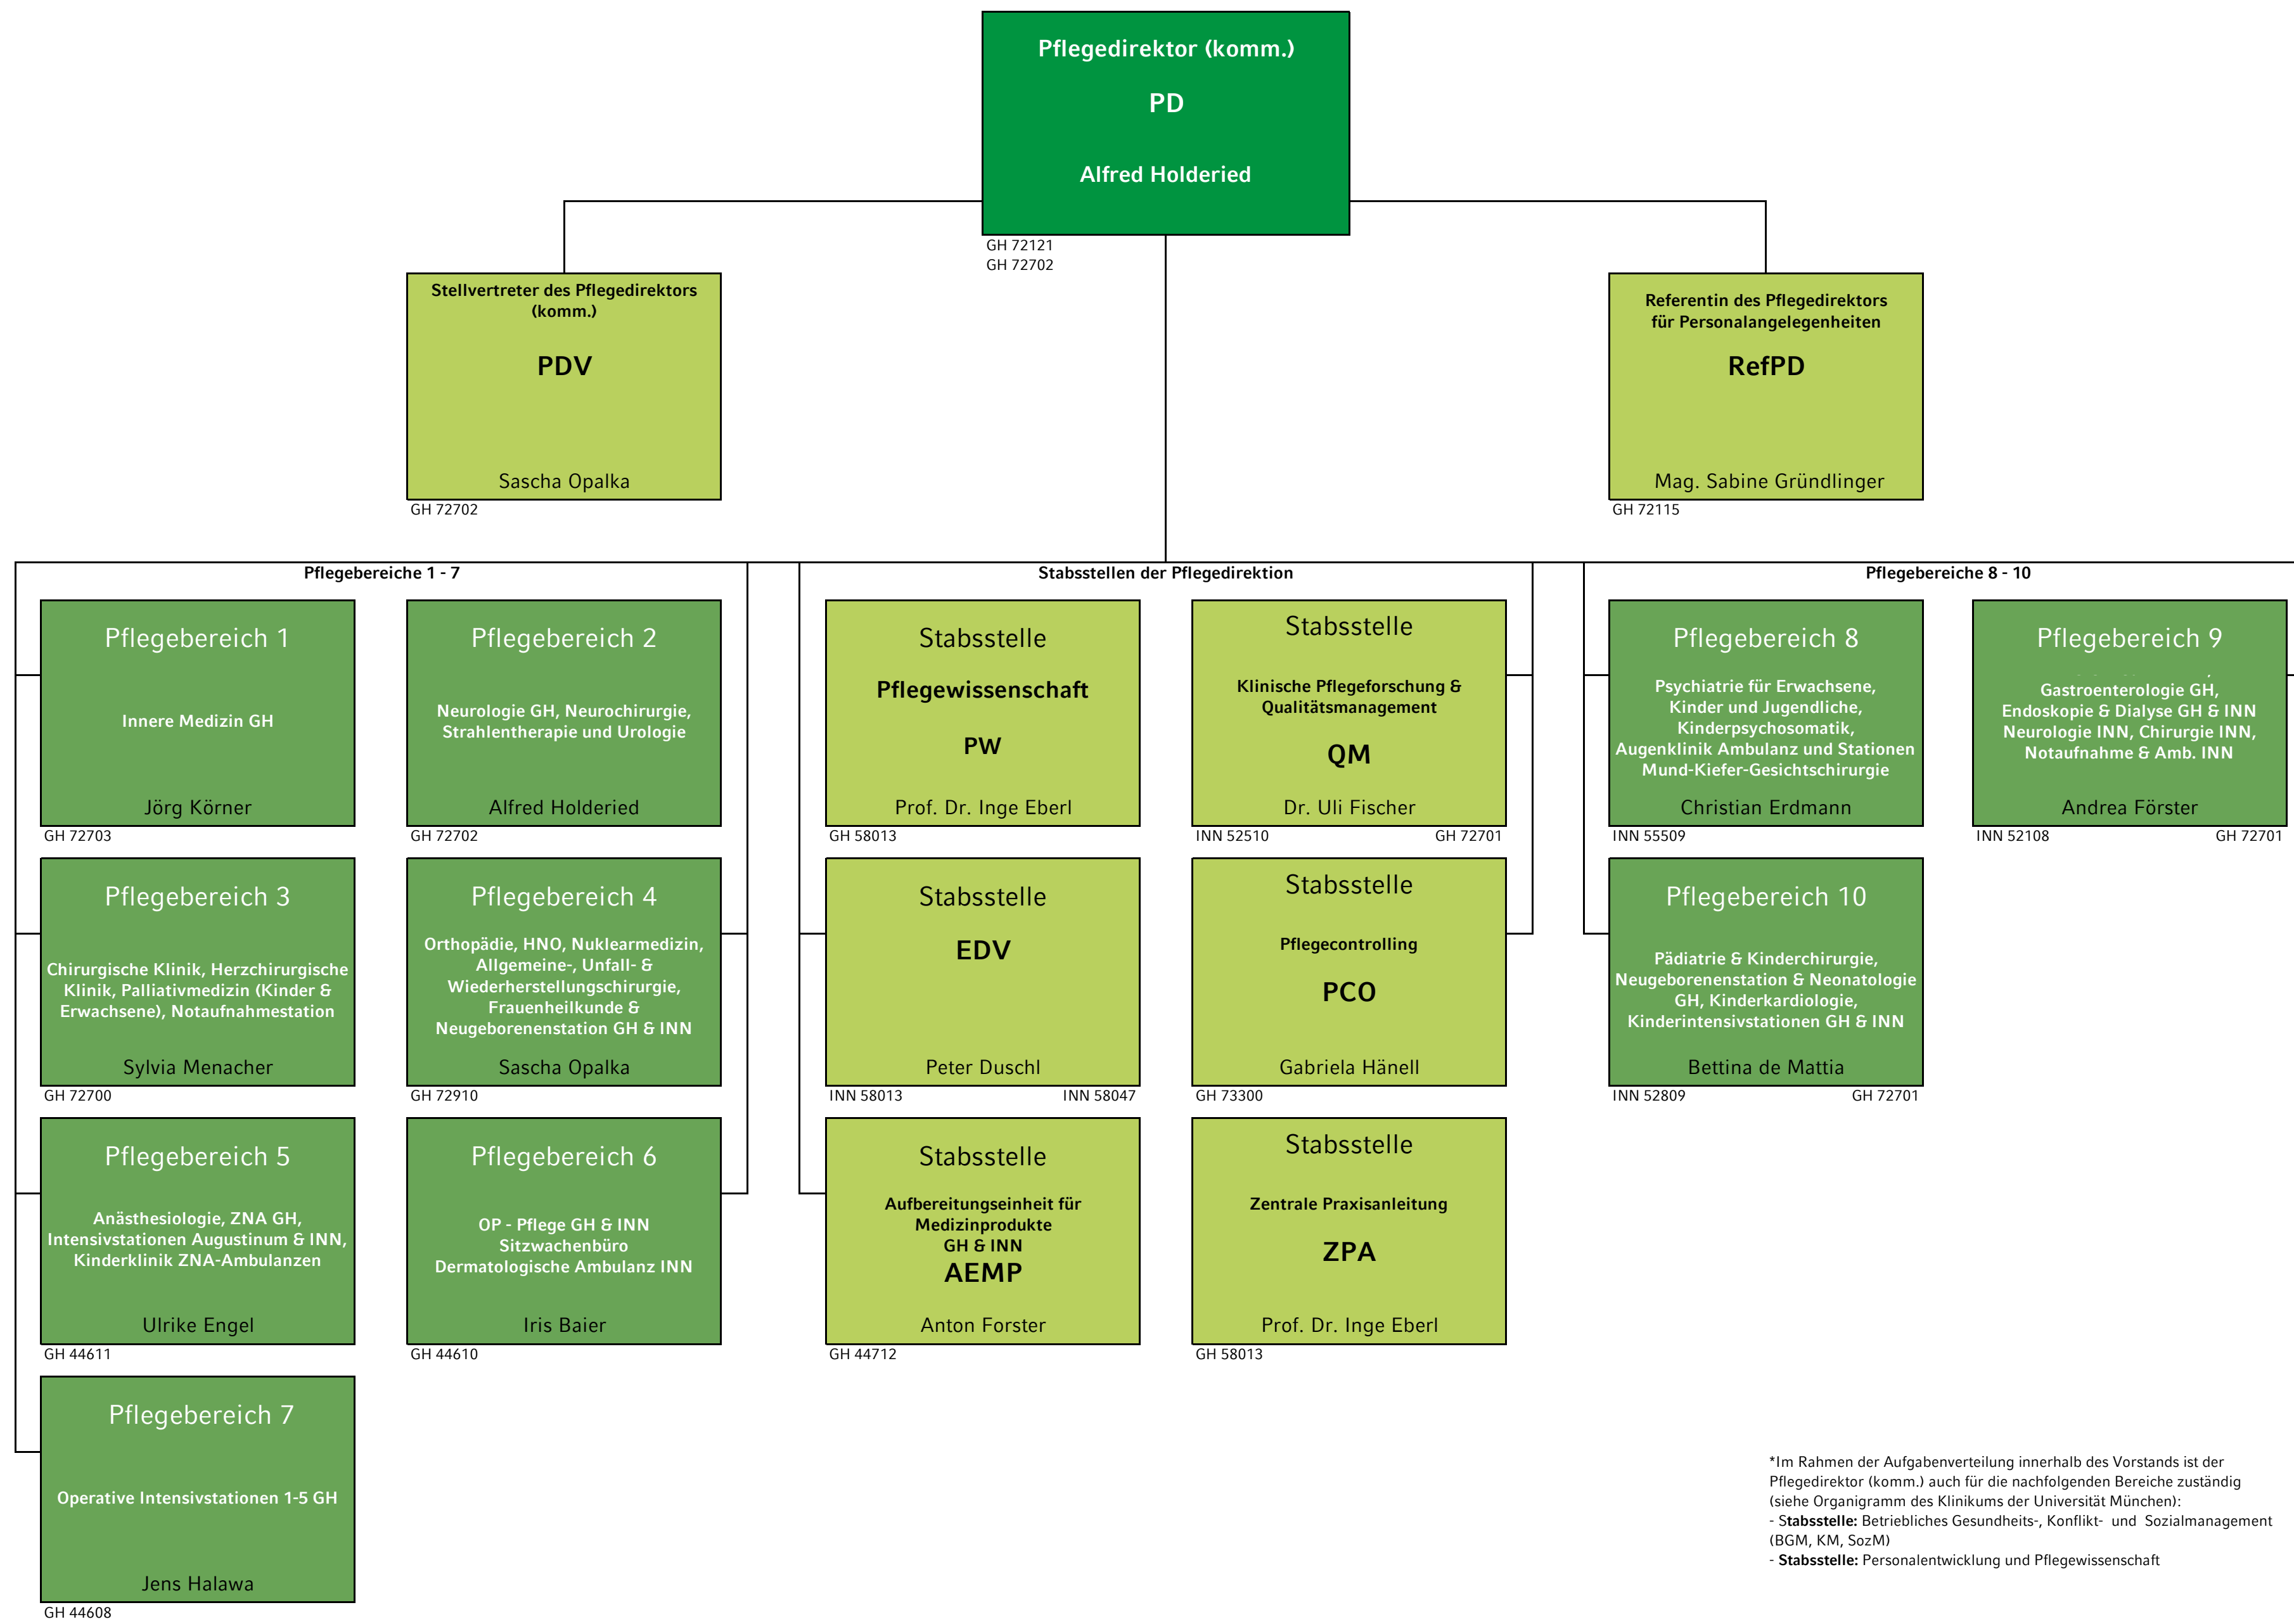 Pflegedirektor (komm.)
PD
Alfred Holderied
GH 72121
GH 72702
Stellvertreter des Pflegedirektors
(komm.)
PDV
Sascha Opalka
GH 72702
Referentin des Pflegedirektors
für Personalangelegenheiten
RefPD
Mag. Sabine Gründlinger
GH 72115
Pflegebereiche 1 - 7
Pflegebereich 1
Innere Medizin GH
Jörg Körner
GH 72703
Pflegebereich 2
Neurologie GH, Neurochirurgie,
Strahlentherapie und Urologie
Alfred Holderied
GH 72702
Pflegebereich 3
Chirurgische Klinik, Herzchirurgische
Klinik, Palliativmedizin (Kinder &
Erwachsene), Notaufnahmestation
Sylvia Menacher
GH 72700
Pflegebereich 4
Orthopädie, HNO, Nuklearmedizin,
Allgemeine-, Unfall- &
Wiederherstellungschirurgie,
Frauenheilkunde &
Neugeborenenstation GH & INN
Sascha Opalka
GH 72910
Pflegebereich 5
Anästhesiologie, ZNA GH,
Intensivstationen Augustinum & INN,
Kinderklinik ZNA-Ambulanzen
Ulrike Engel
GH 44611
Pflegebereich 6
OP - Pflege GH & INN
Sitzwachenbüro
Dermatologische Ambulanz INN
Iris Baier
GH 44610
Pflegebereich 7
Operative Intensivstationen 1-5 GH
Jens Halawa
GH 44608
Stabsstellen der Pflegedirektion
Stabsstelle
Pflegewissenschaft
PW
Prof. Dr. Inge Eberl
GH 58013
Stabsstelle
Klinische Pflegeforschung &
Qualitätsmanagement
QM
Dr. Uli Fischer
INN 52510 GH 72701
Stabsstelle
EDV
Peter Duschl
INN 58013 INN 58047
Stabsstelle
Pflegecontrolling
PCO
Gabriela Hänell
GH 73300
Stabsstelle
Aufbereitungseinheit für
Medizinprodukte
GH & INN
AEMP
Anton Forster
GH 44712
Stabsstelle
Zentrale Praxisanleitung
ZPA
Prof. Dr. Inge Eberl
GH 58013
Pflegebereiche 8 - 10
Pflegebereich 8
Psychiatrie für Erwachsene,
Kinder und Jugendliche,
Kinderpsychosomatik,
Augenklinik Ambulanz und Stationen
Mund-Kiefer-Gesichtschirurgie
Christian Erdmann
INN 55509
Pflegebereich 9
Gastroenterologie GH,
Endoskopie & Dialyse GH & INN
Neurologie INN, Chirurgie INN,
Notaufnahme & Amb. INN
Andrea Förster
INN 52108 GH 72701
Pflegebereich 10
Pädiatrie & Kinderchirurgie,
Neugeborenenstation & Neonatologie
GH, Kinderkardiologie,
Kinderintensivstationen GH & INN
Bettina de Mattia
INN 52809 GH 72701
*Im Rahmen der Aufgabenverteilung innerhalb des Vorstands ist der
Pflegedirektor (komm.) auch für die nachfolgenden Bereiche zuständig
(siehe Organigramm des Klinikums der Universität München):
- Stabsstelle: Betriebliches Gesundheits-, Konflikt- und Sozialmanagement
(BGM, KM, SozM)
- Stabsstelle: Personalentwicklung und Pflegewissenschaft